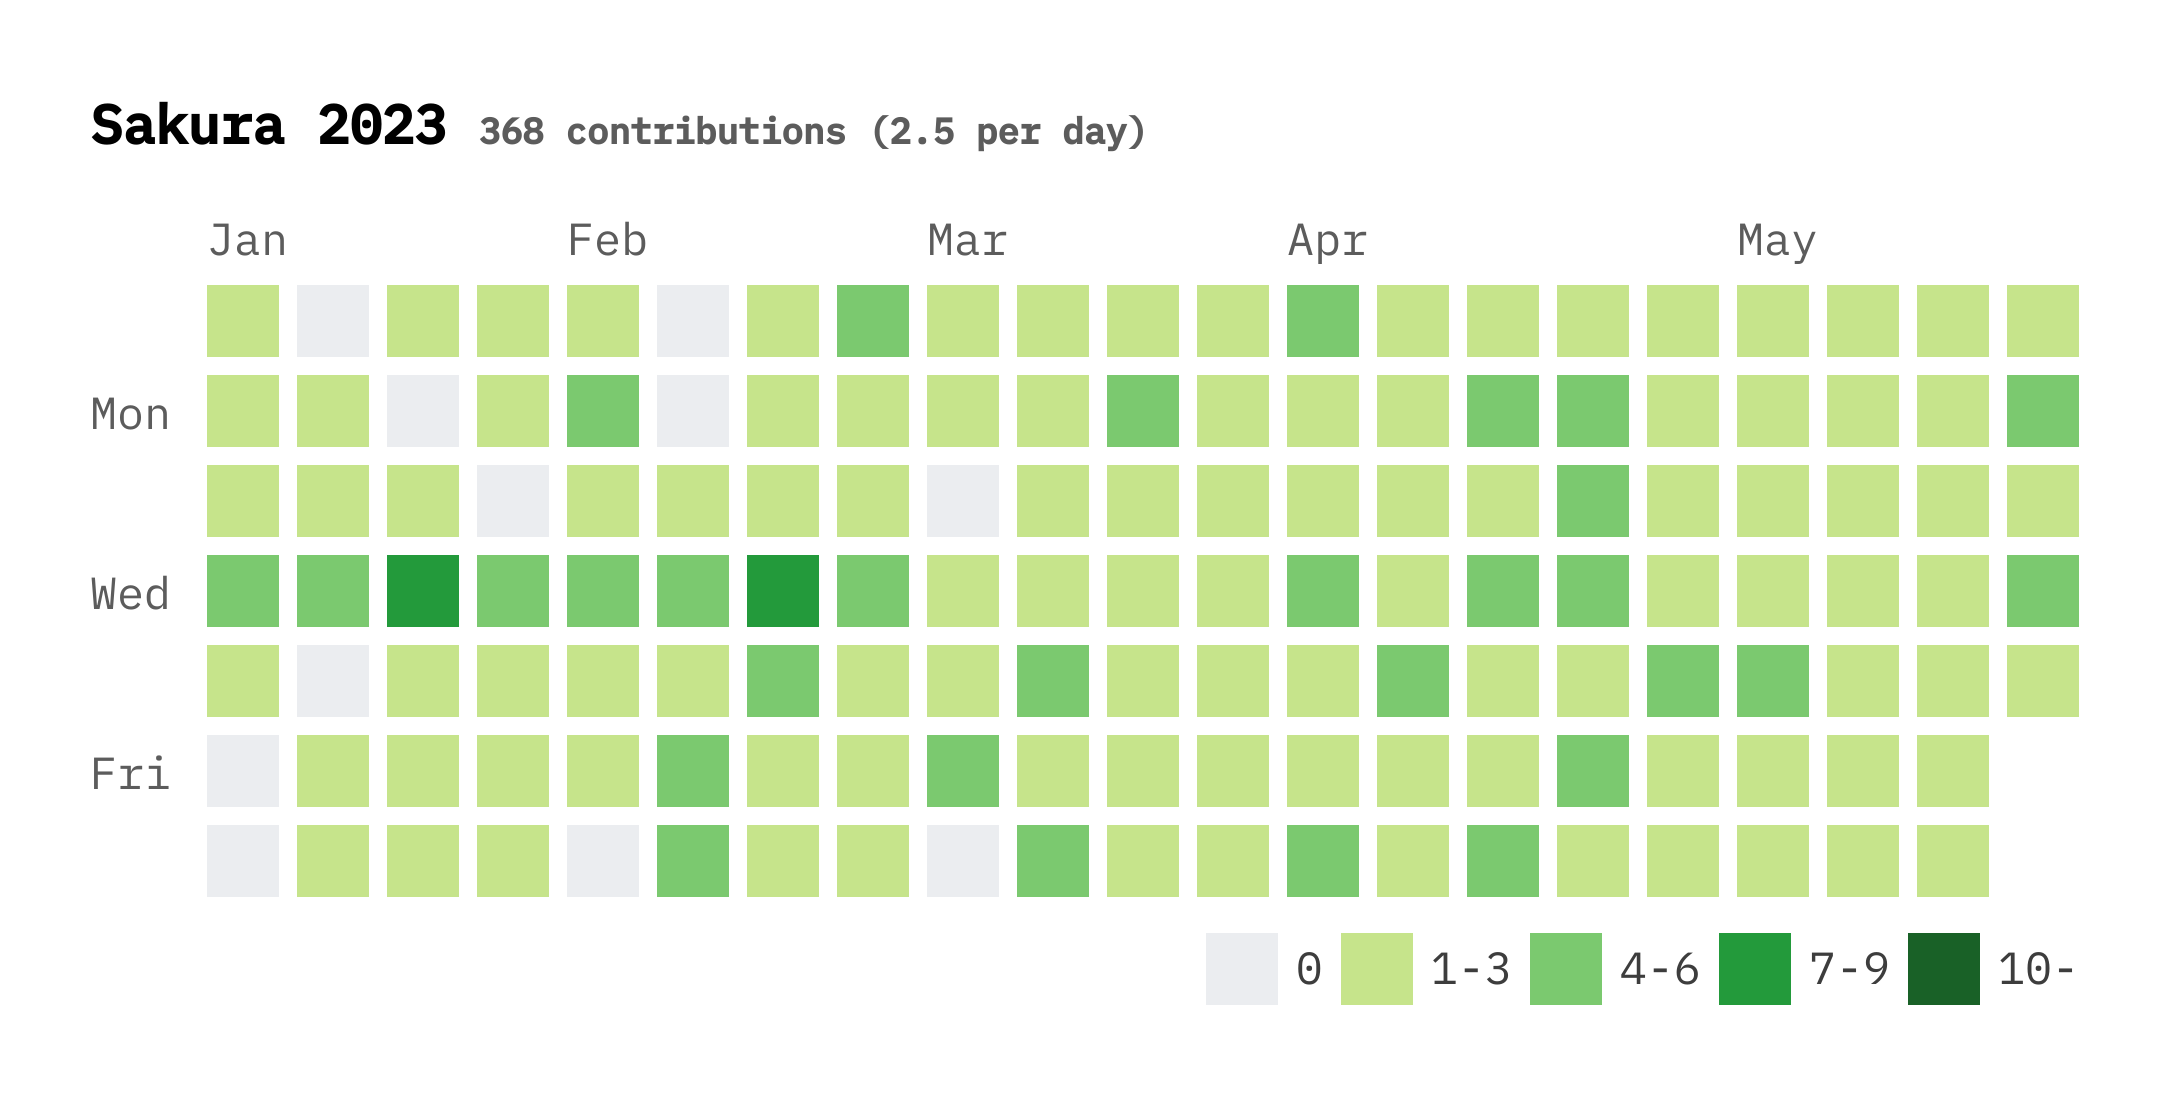 Sakura 2023 368 contributions (2.5 per day)
Jan Feb Mar Apr May
Mon
Wed
Fri
0 1-3 4-6 7-9 10-